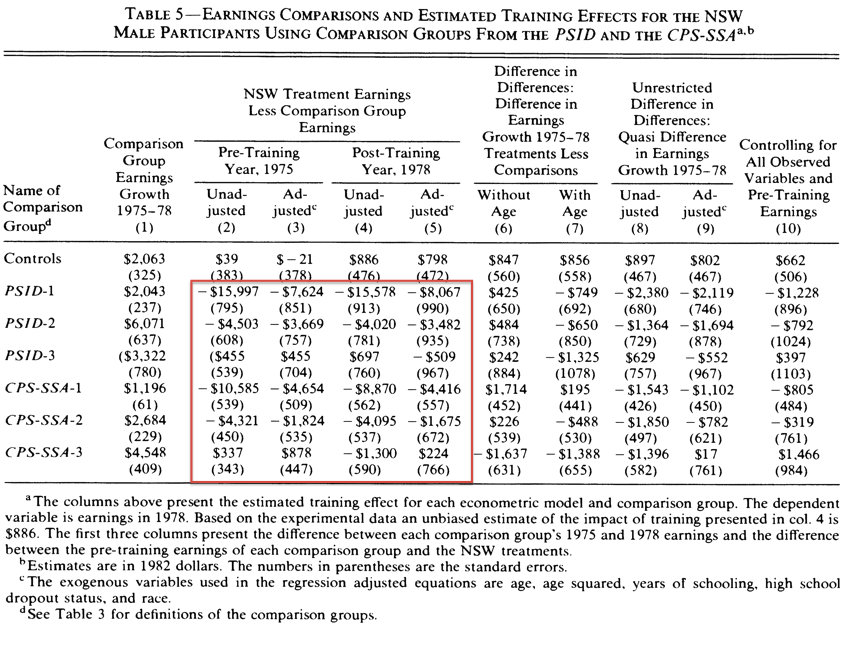 TABLE 5—EARNINGS COMPARISONS AND ESTIMATED TRAINING EFFECTS FOR THE NSW
MALE PARTICIPANTS USING COMPARISON GROUPS FROM THE PSID AND THE CPS-SSAa,b
Name of Comparison Groupd
Comparison Group Earnings Growth 1975–78 (1)
NSW Treatment Earnings Less Comparison Group Earnings
Pre-Training Year, 1975
Unadjusted (2)
Adjustedc (3)
Post-Training Year, 1978
Unadjusted (4)
Adjustedc (5)
Difference in Differences: Difference in Earnings Growth 1975–78 Treatments Less Comparisons
Without Age (6)
With Age (7)
Unrestricted Difference in Differences: Quasi Difference in Earnings Growth 1975–78
Unadjusted (8)
Adjustedc (9)
Controlling for All Observed Variables and Pre-Training Earnings (10)
Controls $2,063 $39 $−21 $886 $798 $847 $856 $897 $802 $662
(325) (383) (378) (476) (472) (560) (558) (467) (467) (506)
PSID-1 $2,043 −$15,997 −$7,624 −$15,578 −$8,067 $425 −$749 −$2,380 −$2,119 −$1,228
(237) (795) (851) (913) (990) (650) (692) (680) (746) (896)
PSID-2 $6,071 −$4,503 −$3,669 −$4,020 −$3,482 $484 −$650 −$1,364 −$1,694 −$792
(637) (608) (757) (781) (935) (738) (850) (729) (878) (1024)
PSID-3 ($3,322 ($455 $455 $697 −$509 $242 −$1,325 $629 −$552 $397
(780) (539) (704) (760) (967) (884) (1078) (757) (967) (1103)
CPS-SSA-1 $1,196 −$10,585 −$4,654 −$8,870 −$4,416 $1,714 $195 −$1,543 −$1,102 −$805
(61) (539) (509) (562) (557) (452) (441) (426) (450) (484)
CPS-SSA-2 $2,684 −$4,321 −$1,824 −$4,095 −$1,675 $226 −$488 −$1,850 −$782 −$319
(229) (450) (535) (537) (672) (539) (530) (497) (621) (761)
CPS-SSA-3 $4,548 $337 $878 −$1,300 $224 −$1,637 −$1,388 −$1,396 $17 $1,466
(409) (343) (447) (590) (766) (631) (655) (582) (761) (984)
a The columns above present the estimated training effect for each econometric model and comparison group. The dependent
variable is earnings in 1978. Based on the experimental data an unbiased estimate of the impact of training presented in col. 4 is
$886. The first three columns present the difference between each comparison group's 1975 and 1978 earnings and the difference
between the pre-training earnings of each comparison group and the NSW treatments.
b Estimates are in 1982 dollars. The numbers in parentheses are the standard errors.
c The exogenous variables used in the regression adjusted equations are age, age squared, years of schooling, high school
dropout status, and race.
d See Table 3 for definitions of the comparison groups.